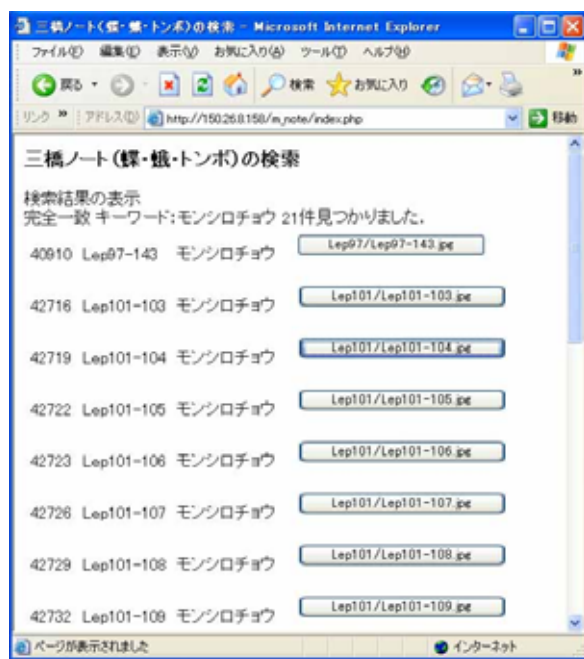 三橋ノート(蝶・蛾・トンボ)の検索 - Microsoft Internet Explorer
ファイル(F) 編集(E) 表示(V) お気に入り(A) ツール(T) ヘルプ(H)
戻る 検索 お気に入り
リンク アドレス(D) http://150.26.8.158/m_note/index.php 移動
三橋ノート(蝶・蛾・トンボ)の検索
検索結果の表示
完全一致 キーワード:モンシロチョウ 21件見つかりました.
40910 Lep97-143 モンシロチョウ Lep97/Lep97-143.jpg
42716 Lep101-103 モンシロチョウ Lep101/Lep101-103.jpg
42719 Lep101-104 モンシロチョウ Lep101/Lep101-104.jpg
42722 Lep101-105 モンシロチョウ Lep101/Lep101-105.jpg
42723 Lep101-106 モンシロチョウ Lep101/Lep101-106.jpg
42726 Lep101-107 モンシロチョウ Lep101/Lep101-107.jpg
42729 Lep101-108 モンシロチョウ Lep101/Lep101-108.jpg
42732 Lep101-109 モンシロチョウ Lep101/Lep101-109.jpg
ページが表示されました インターネット